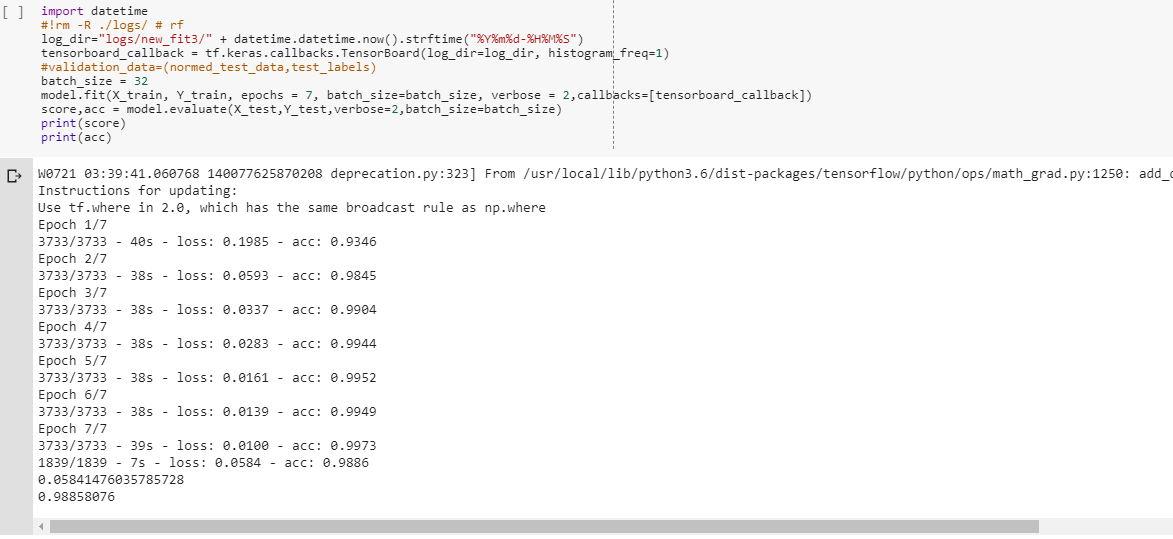 [ ] import datetime
#!rm -R ./logs/ # rf
log_dir="logs/new_fit3/" + datetime.datetime.now().strftime("%Y%m%d-%H%M%S")
tensorboard_callback = tf.keras.callbacks.TensorBoard(log_dir=log_dir, histogram_freq=1)
#validation_data=(normed_test_data,test_labels)
batch_size = 32
model.fit(X_train, Y_train, epochs = 7, batch_size=batch_size, verbose = 2,callbacks=[tensorboard_callback])
score,acc = model.evaluate(X_test,Y_test,verbose=2,batch_size=batch_size)
print(score)
print(acc)
W0721 03:39:41.060768 140077625870208 deprecation.py:323] From /usr/local/lib/python3.6/dist-packages/tensorflow/python/ops/math_grad.py:1250: add_
Instructions for updating:
Use tf.where in 2.0, which has the same broadcast rule as np.where
Epoch 1/7
3733/3733 - 40s - loss: 0.1985 - acc: 0.9346
Epoch 2/7
3733/3733 - 38s - loss: 0.0593 - acc: 0.9845
Epoch 3/7
3733/3733 - 38s - loss: 0.0337 - acc: 0.9904
Epoch 4/7
3733/3733 - 38s - loss: 0.0283 - acc: 0.9944
Epoch 5/7
3733/3733 - 38s - loss: 0.0161 - acc: 0.9952
Epoch 6/7
3733/3733 - 38s - loss: 0.0139 - acc: 0.9949
Epoch 7/7
3733/3733 - 39s - loss: 0.0100 - acc: 0.9973
1839/1839 - 7s - loss: 0.0584 - acc: 0.9886
0.05841476035785728
0.98858076